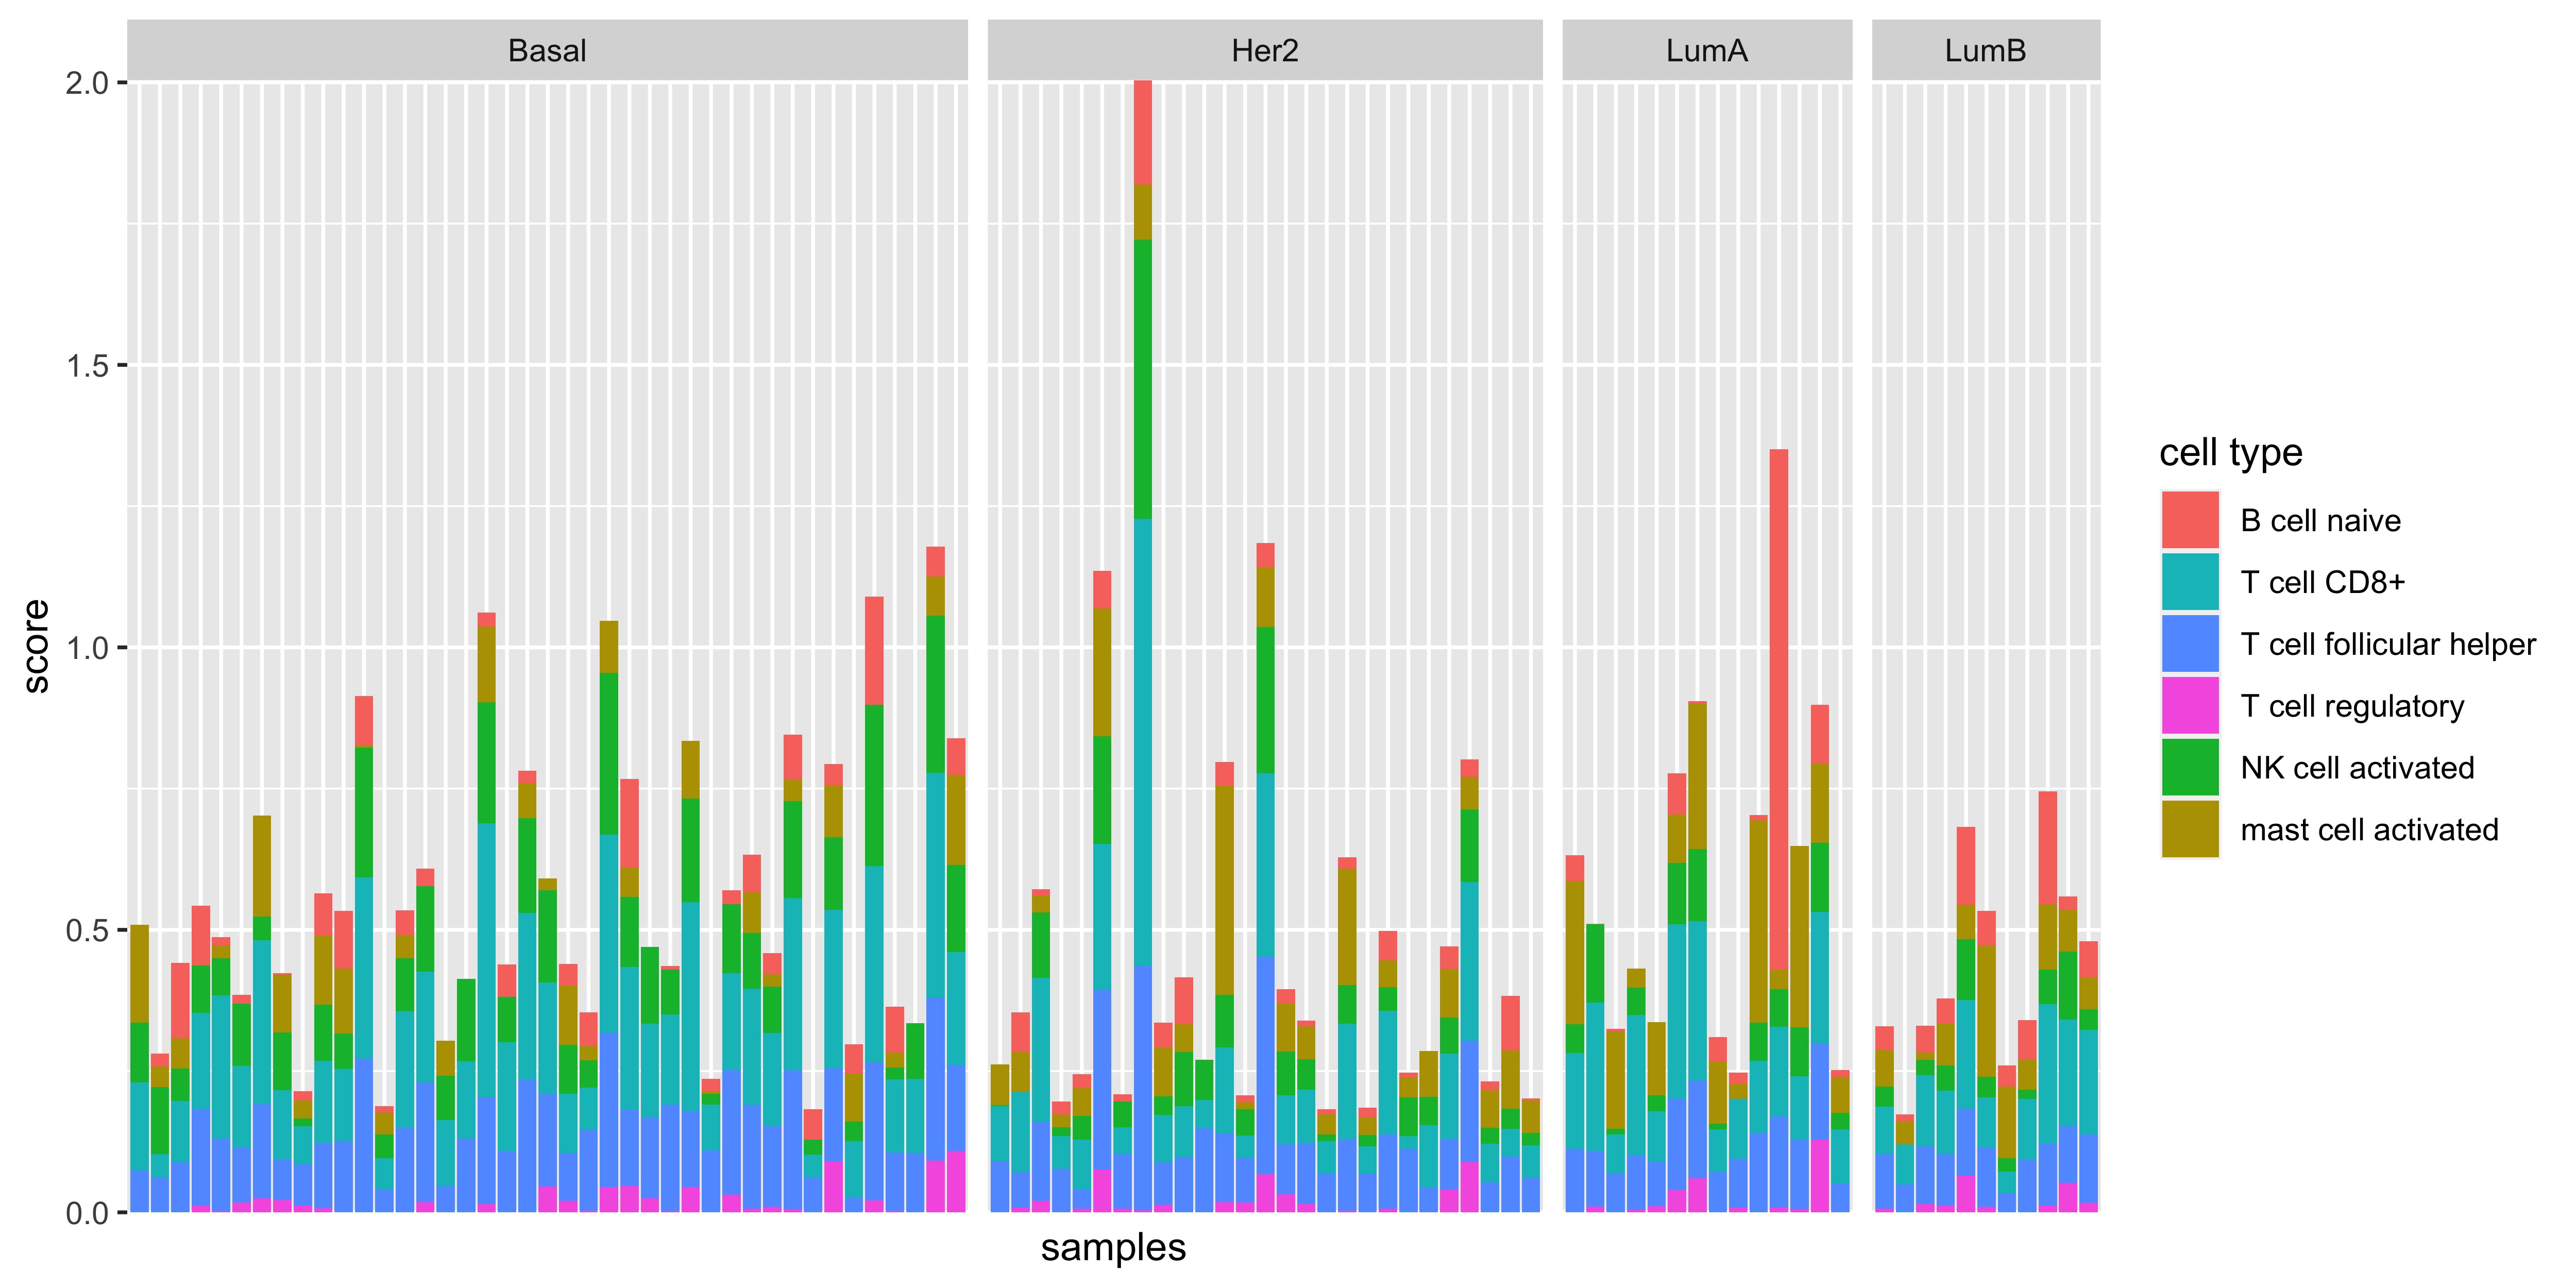 Basal
Her2
LumA
LumB
2.0
1.5
1.0
0.5
0.0
score
samples
cell type
B cell naive
T cell CD8+
T cell follicular helper
T cell regulatory
NK cell activated
mast cell activated